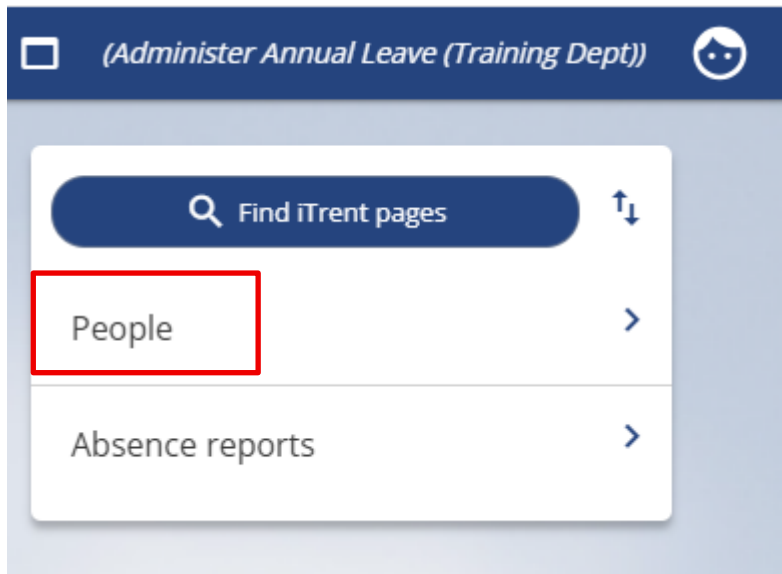 (Administer Annual Leave (Training Dept))
Find iTrent pages
People
Absence reports